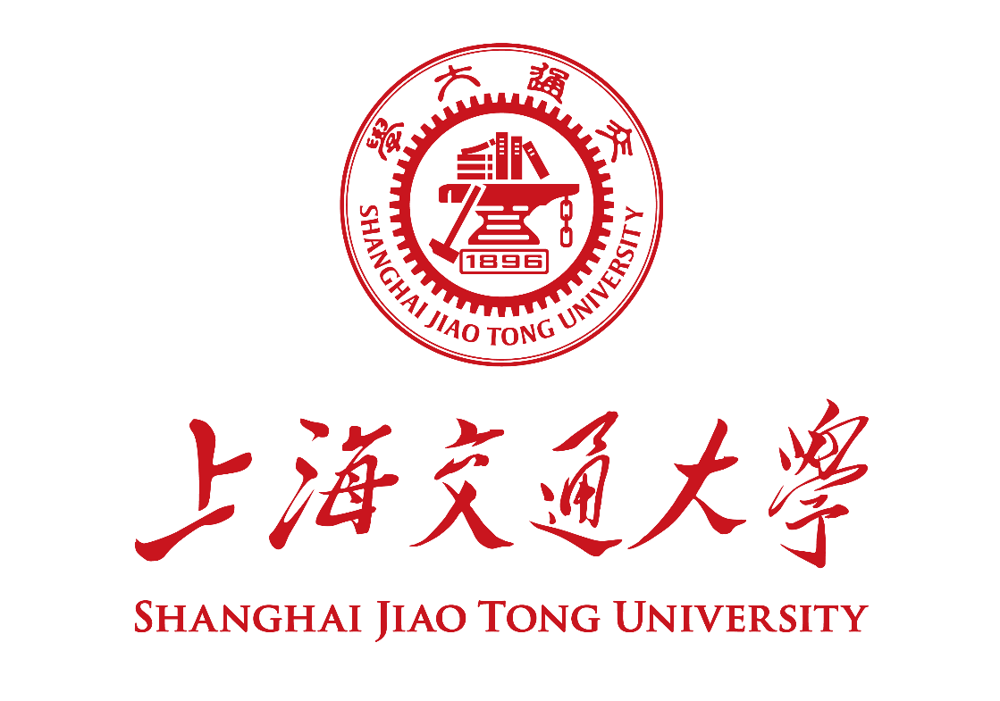 交通大學
1896
SHANGHAI JIAO TONG UNIVERSITY
上海交通大學
SHANGHAI JIAO TONG UNIVERSITY